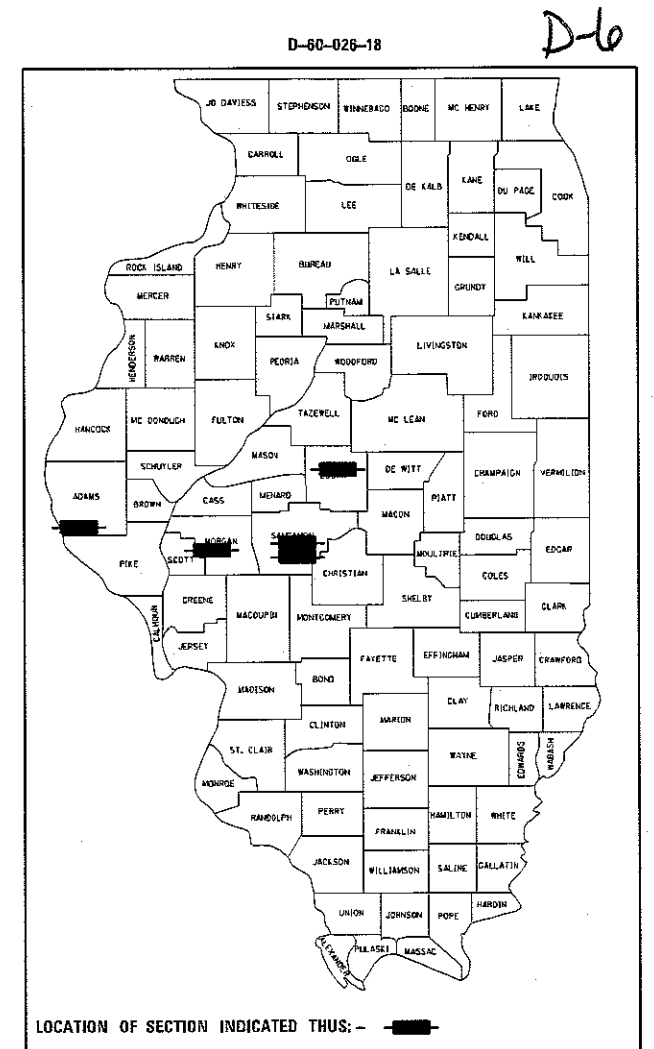 D-60-026-18
D-6
JO DAVIESS STEPHENSON WINNEBAGO BOONE MC HENRY LAKE
CARROLL OGLE DE KALB KANE DU PAGE COOK
WHITESIDE LEE
KENDALL WILL
ROCK ISLAND HENRY BUREAU LA SALLE GRUNDY
MERCER PUTNAM
STARK MARSHALL KANKAKEE
HENDERSON WARREN KNOX PEORIA WOODFORD LIVINGSTON IROQUOIS
HANCOCK MC DONOUGH FULTON TAZEWELL MC LEAN FORD
MASON
SCHUYLER DE WITT CHAMPAIGN VERMILION
ADAMS BROWN CASS MENARD PIATT
MACON
MORGAN SANGAMON DOUGLAS EDGAR
PIKE SCOTT CHRISTIAN MOULTRIE
COLES
GREENE MACOUPIN MONTGOMERY SHELBY CUMBERLAND CLARK
CALHOUN JERSEY
FAYETTE EFFINGHAM JASPER CRAWFORD
MADISON BOND
CLAY RICHLAND LAWRENCE
CLINTON MARION
ST. CLAIR WAYNE EDWARDS WABASH
WASHINGTON JEFFERSON
MONROE
RANDOLPH PERRY HAMILTON WHITE
FRANKLIN
JACKSON WILLIAMSON SALINE GALLATIN
UNION JOHNSON POPE HARDIN
ALEXANDER PULASKI MASSAC
LOCATION OF SECTION INDICATED THUS; -